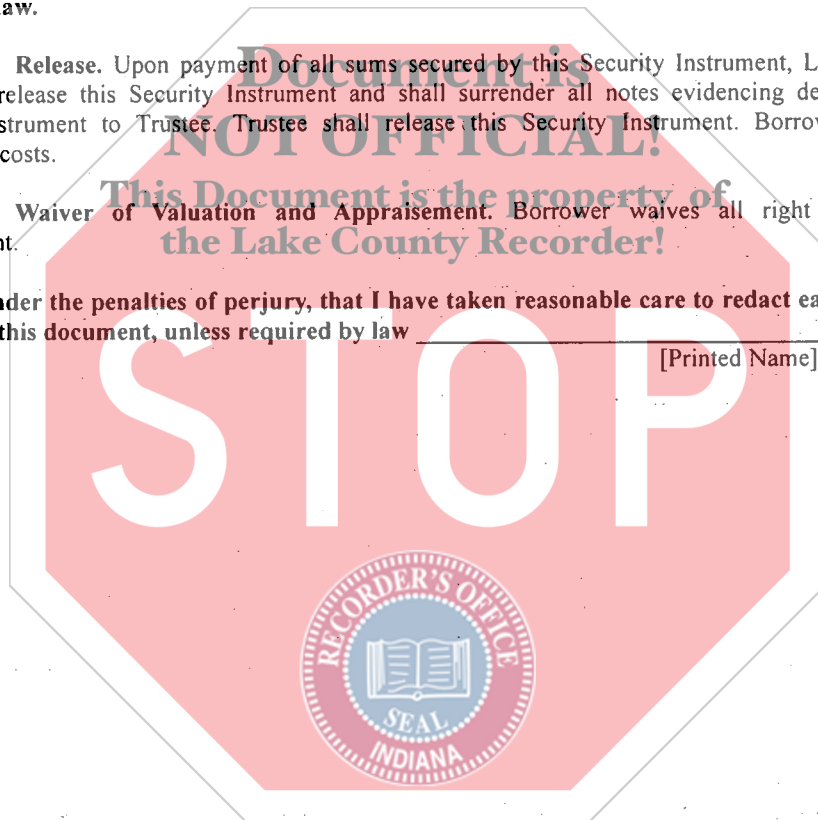 law.
Release. Upon payment of all sums secured by this Security Instrument, L
release this Security Instrument and shall surrender all notes evidencing de
strument to Trustee. Trustee shall release this Security Instrument. Borrow
costs.
Waiver of Valuation and Appraisement. Borrower waives all right
nt.
nder the penalties of perjury, that I have taken reasonable care to redact ea
this document, unless required by law
[Printed Name]
Document is
NOT OFFICIAL!
This Document is the property of
the Lake County Recorder!
STOP
RECORDER'S OFFICE
SEAL
INDIANA